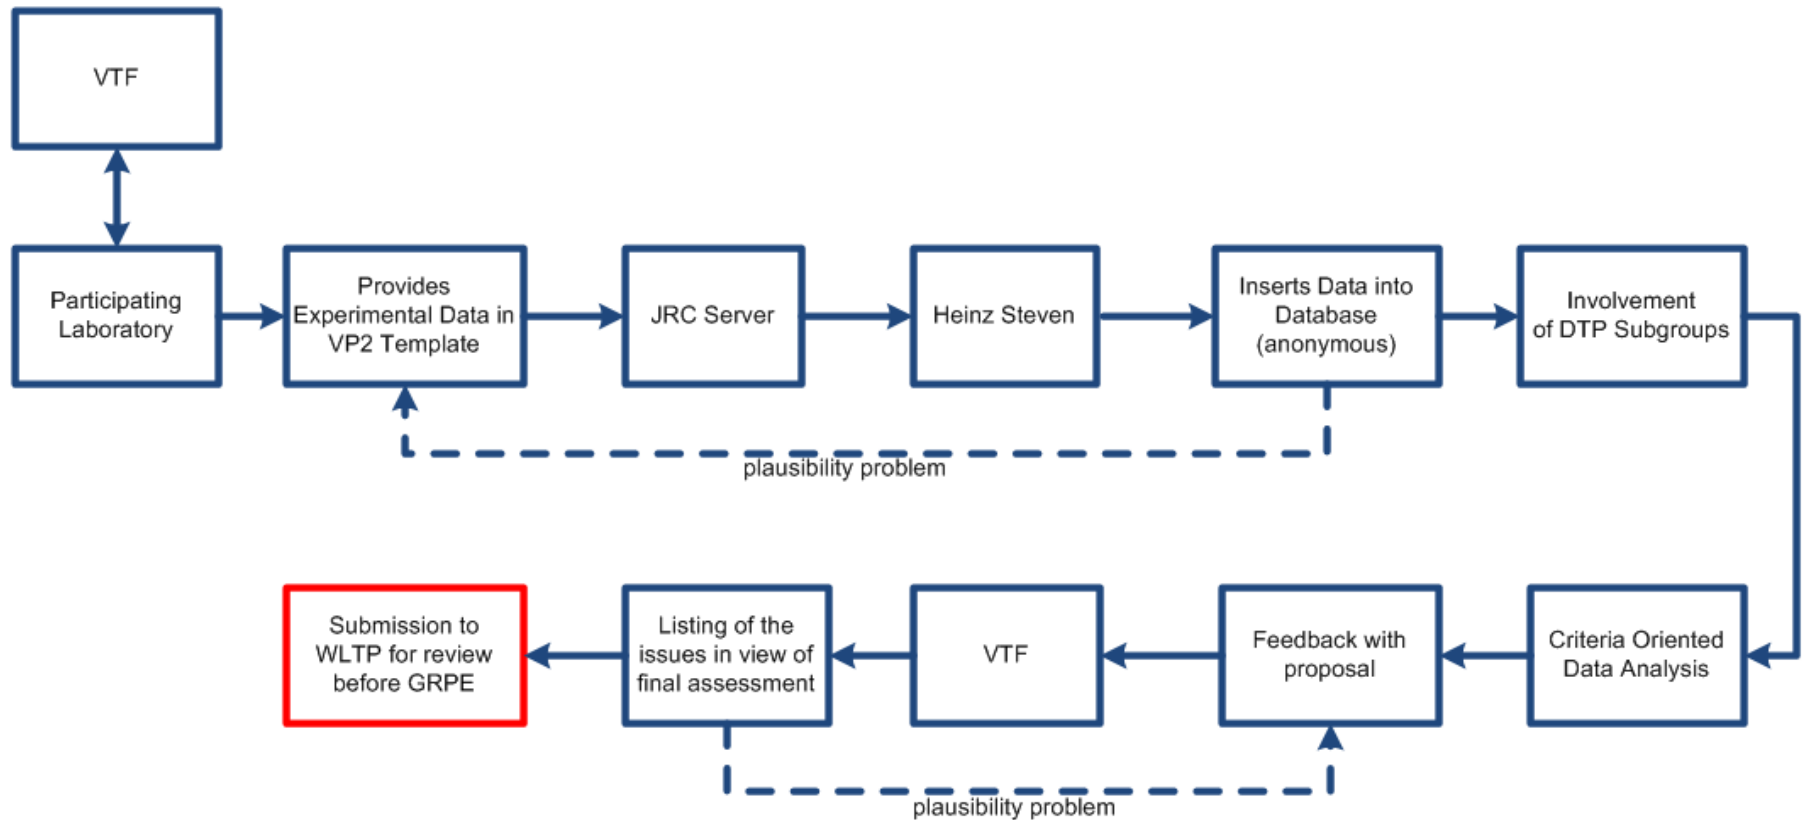 VTF
Participating
Laboratory
Provides
Experimental Data in
VP2 Template
JRC Server
Heinz Steven
Inserts Data into
Database
(anonymous)
Involvement
of DTP Subgroups
plausibility problem
Submission to
WLTP for review
before GRPE
Listing of the
issues in view of
final assessment
VTF
Feedback with
proposal
Criteria Oriented
Data Analysis
plausibility problem